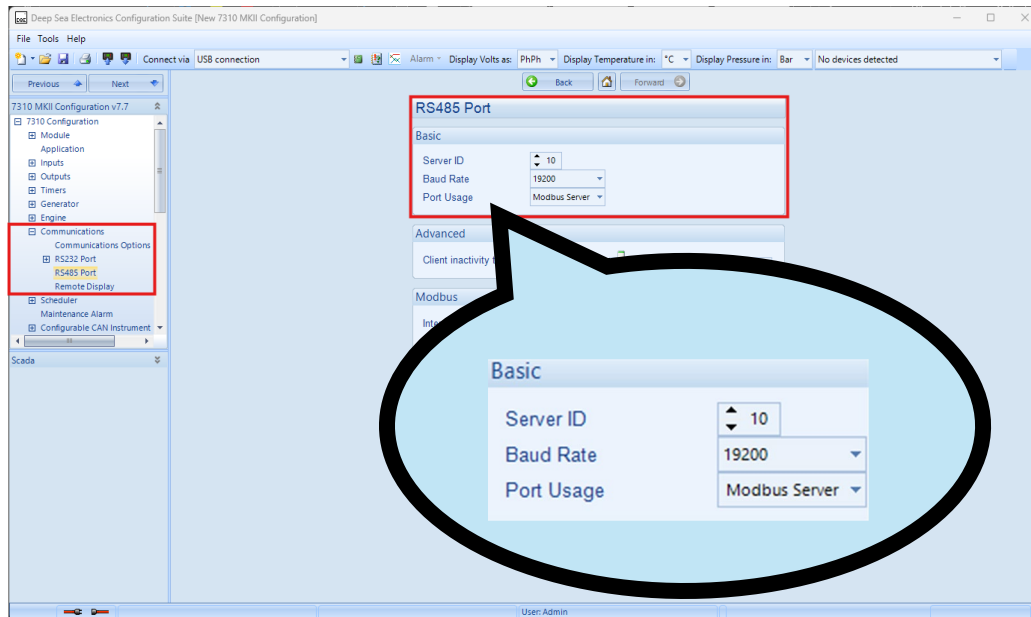 DSE Deep Sea Electronics Configuration Suite [New 7310 MKII Configuration]
File Tools Help
Connect via USB connection Alarm Display Volts as: PhPh Display Temperature in: °C Display Pressure in: Bar No devices detected
Previous Next
Back Forward
7310 MKII Configuration v7.7
7310 Configuration
Module
Application
Inputs
Outputs
Timers
Generator
Engine
Communications
Communications Options
RS232 Port
RS485 Port
Remote Display
Scheduler
Maintenance Alarm
Configurable CAN Instrument
Scada
RS485 Port
Basic
Server ID 10
Baud Rate 19200
Port Usage Modbus Server
Advanced
Client inactivity
Modbus
Basic
Server ID 10
Baud Rate 19200
Port Usage Modbus Server
User: Admin